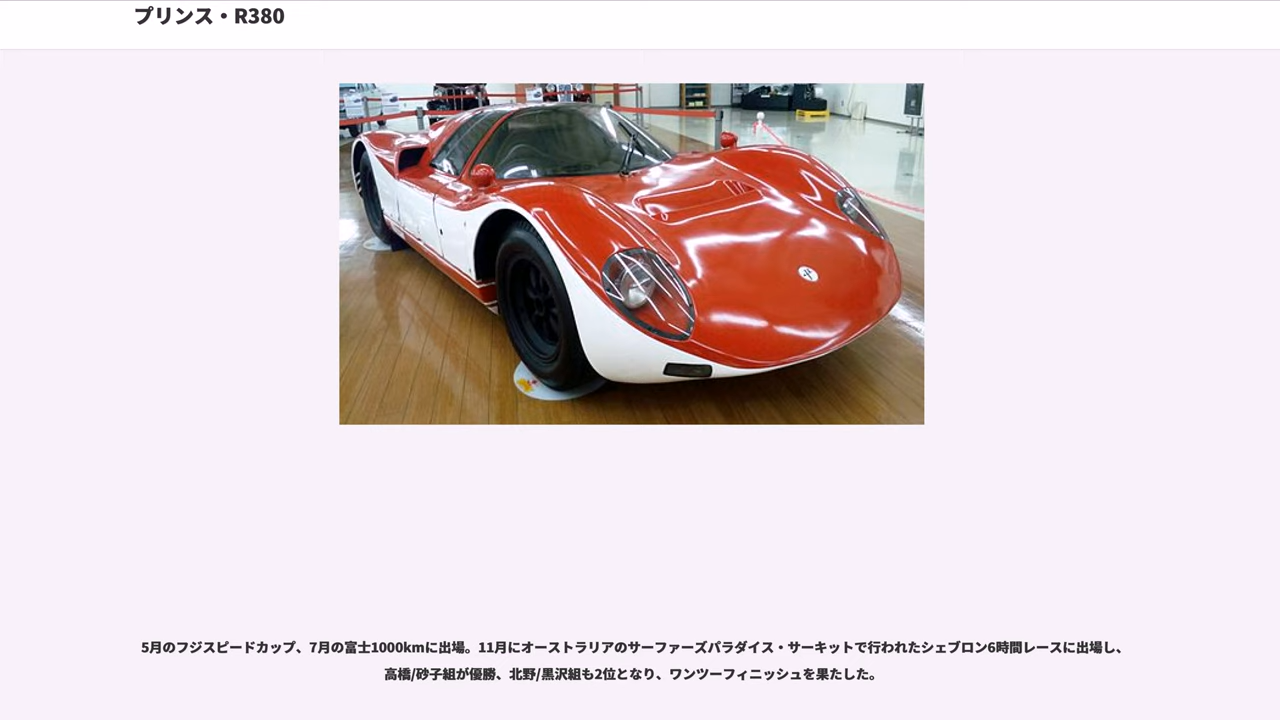 プリンス・R380
5月のフジスピードカップ、7月の富士1000kmに出場。11月にオーストラリアのサーファーズパラダイス・サーキットで行われたシェブロン6時間レースに出場し、
高橋/砂子組が優勝、北野/黒沢組も2位となり、ワンツーフィニッシュを果たした。